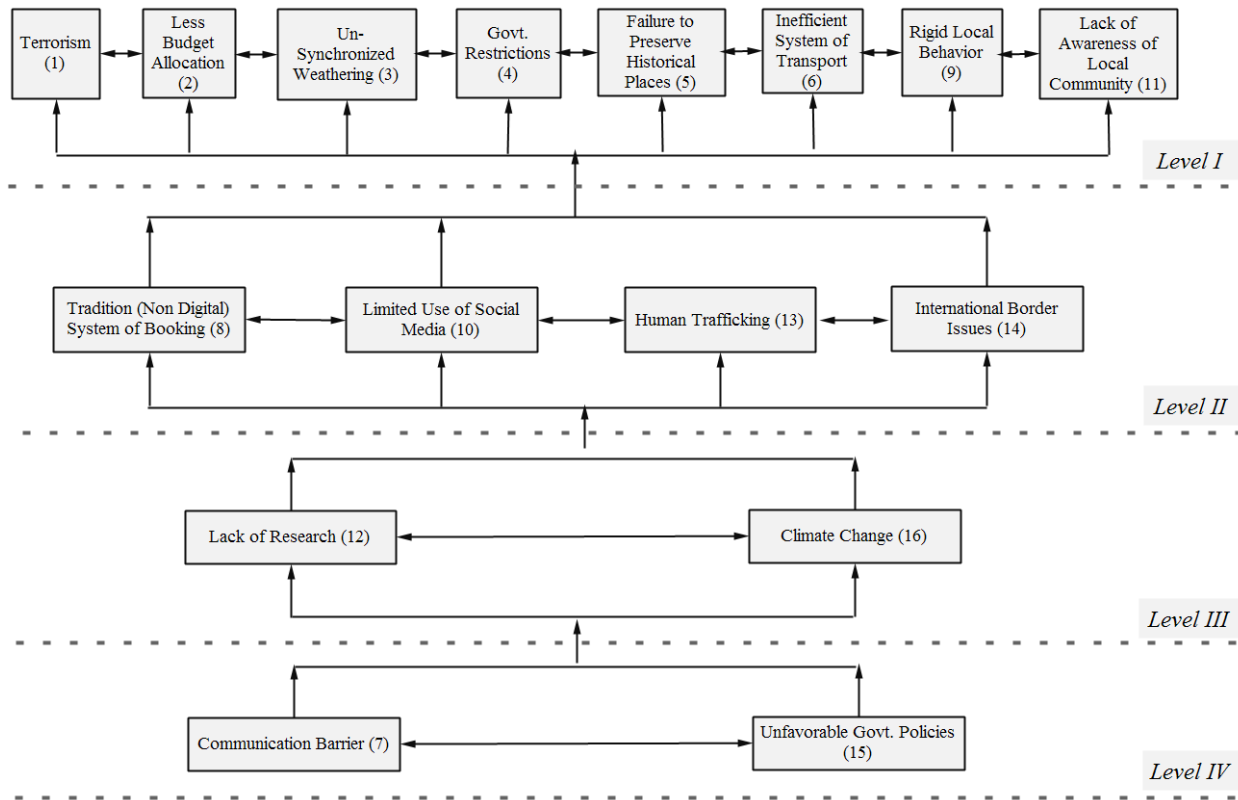 Terrorism
(1)
Less
Budget
Allocation
(2)
Un-
Synchronized
Weathering (3)
Govt.
Restrictions
(4)
Failure to
Preserve
Historical
Places (5)
Inefficient
System of
Transport
(6)
Rigid Local
Behavior
(9)
Lack of
Awareness of
Local
Community (11)
Level I
Tradition (Non Digital)
System of Booking (8)
Limited Use of Social
Media (10)
Human Trafficking (13)
International Border
Issues (14)
Level II
Lack of Research (12)
Climate Change (16)
Level III
Communication Barrier (7)
Unfavorable Govt. Policies
(15)
Level IV